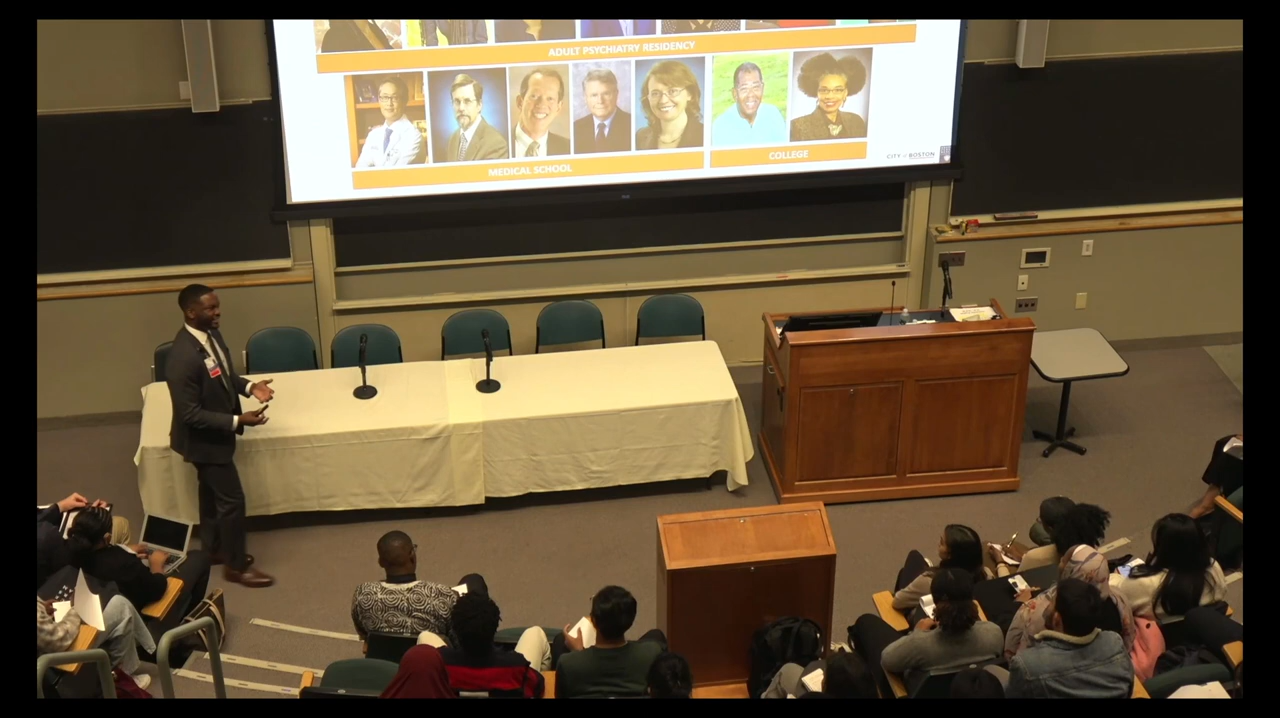 ADULT PSYCHIATRY RESIDENCY
MEDICAL SCHOOL
COLLEGE
CITY of BOSTON